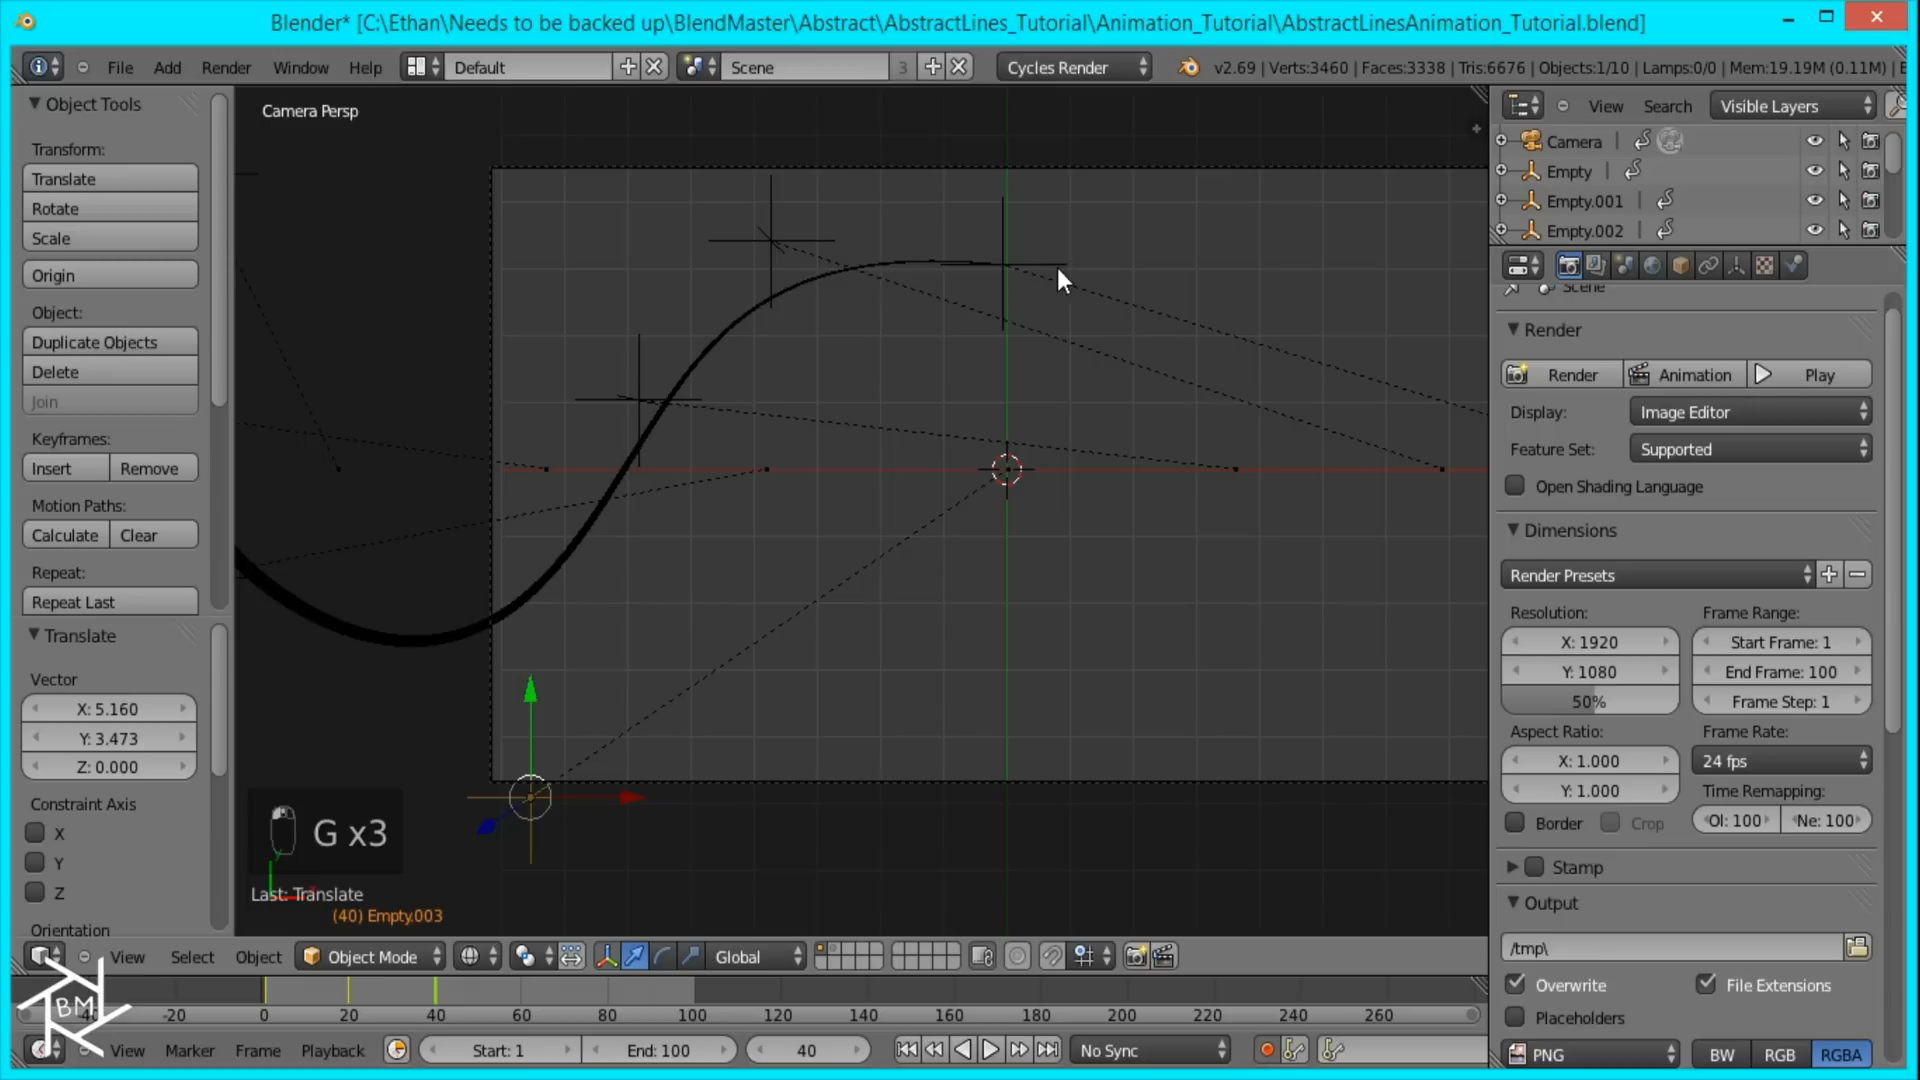 Blender* [C:\Ethan\Needs to be backed up\BlendMaster\Abstract\AbstractLines_Tutorial\Animation_Tutorial\AbstractLinesAnimation_Tutorial.blend]
File Add Render Window Help Default Scene 3 Cycles Render v2.69 | Verts:3460 | Faces:3338 | Tris:6676 | Objects:1/10 | Lamps:0/0 | Mem:19.19M (0.11M) |
Object Tools
Transform:
Translate
Rotate
Scale
Origin
Object:
Duplicate Objects
Delete
Join
Keyframes:
Insert Remove
Motion Paths:
Calculate Clear
Repeat:
Repeat Last
Translate
Vector
X: 5.160
Y: 3.473
Z: 0.000
Constraint Axis
X
Y
Z
Orientation
Camera Persp
G x3
Last: Translate
(40) Empty.003
View Search Visible Layers
Camera
Empty
Empty.001
Empty.002
Scene
Render
Render Animation Play
Display: Image Editor
Feature Set: Supported
Open Shading Language
Dimensions
Render Presets
Resolution: Frame Range:
X: 1920 Start Frame: 1
Y: 1080 End Frame: 100
50% Frame Step: 1
Aspect Ratio: Frame Rate:
X: 1.000 24 fps
Y: 1.000 Time Remapping:
Border Crop Ol: 100 Ne: 100
Stamp
Output
/tmp\
Overwrite File Extensions
Placeholders
PNG BW RGB RGBA
View Select Object Object Mode Global
BM
-40 -20 0 20 40 60 80 100 120 140 160 180 200 220 240 260
View Marker Frame Playback Start: 1 End: 100 40 No Sync